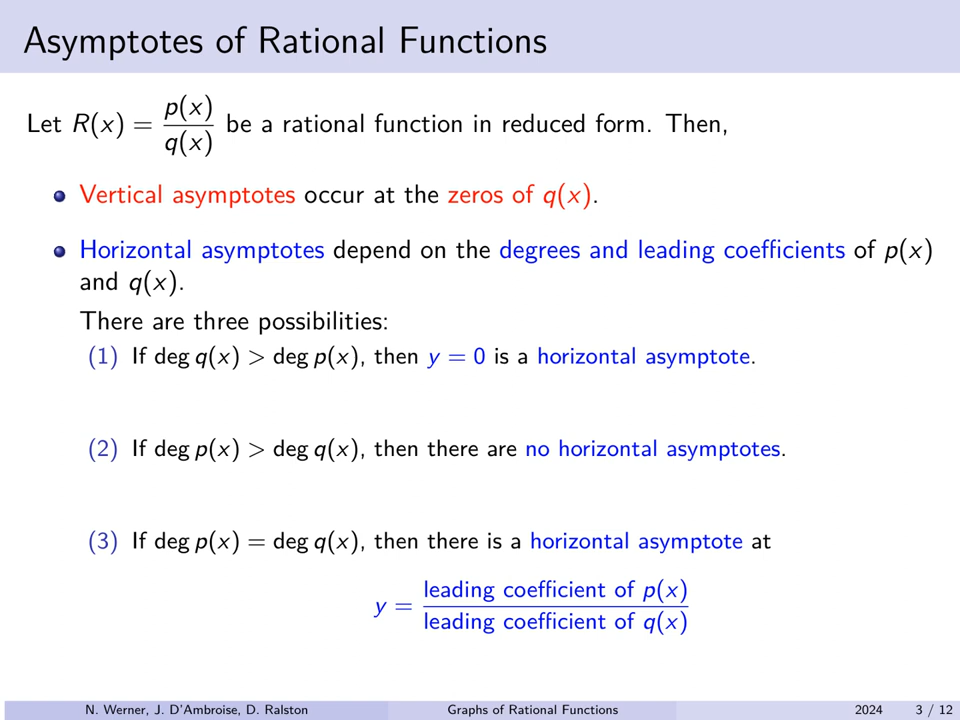 Asymptotes of Rational Functions
Let R(x) = p(x)/q(x) be a rational function in reduced form. Then,
Vertical asymptotes occur at the zeros of q(x).
Horizontal asymptotes depend on the degrees and leading coefficients of p(x)
and q(x).
There are three possibilities:
(1) If deg q(x) > deg p(x), then y = 0 is a horizontal asymptote.
(2) If deg p(x) > deg q(x), then there are no horizontal asymptotes.
(3) If deg p(x) = deg q(x), then there is a horizontal asymptote at
y = leading coefficient of p(x) / leading coefficient of q(x)
N. Werner, J. D'Ambroise, D. Ralston Graphs of Rational Functions 2024 3 / 12